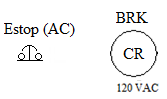 BRK
Estop (AC)
CR
120 VAC